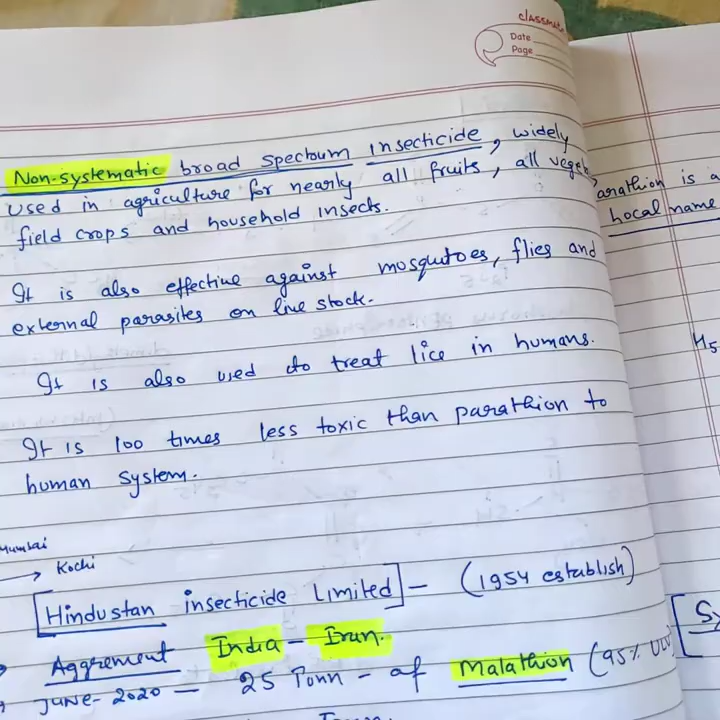 classmate
Date
Page
Non-systematic broad spectrum insecticide, widely
used in agriculture for nearly all fruits, all veget
field crops and household insects.
It is also effective against mosquitoes, flies and
external parasites on live stock.
It is also used to treat lice in humans.
It is 100 times less toxic than parathion to
human system.
Mumbai
→ Kochi
[Hindustan insecticide Limited] - (1954 establish)
Aggrement India - Iran.
JUNE-2020 - 25 Tonn - of Malathion (95%
arathion is a
Local name
H5